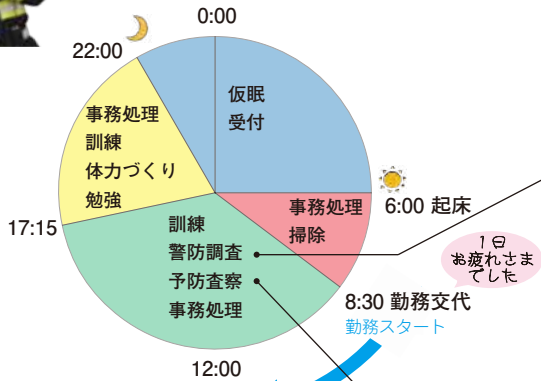 0:00
22:00
仮眠
受付
事務処理
訓練
体力づくり
勉強
6:00 起床
事務処理
掃除
17:15
訓練
警防調査
予防査察
事務処理
1日
お疲れさま
でした
8:30 勤務交代
勤務スタート
12:00